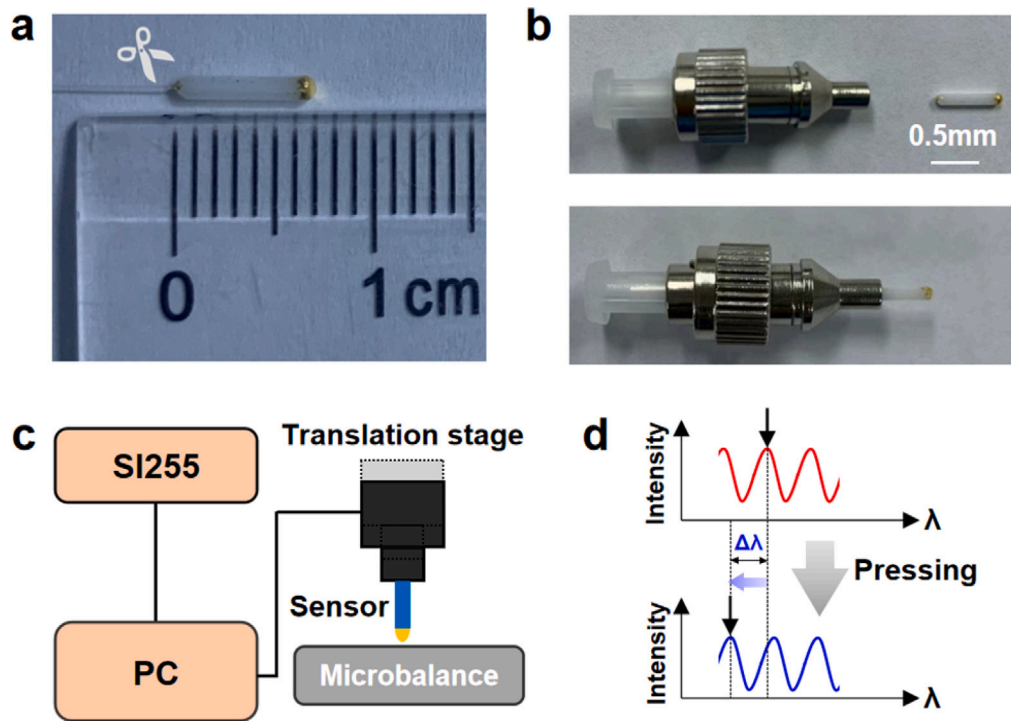 a
0
1 cm
b
0.5mm
c
SI255
PC
Translation stage
Sensor
Microbalance
d
Intensity
λ
Δλ
Pressing
Intensity
λ